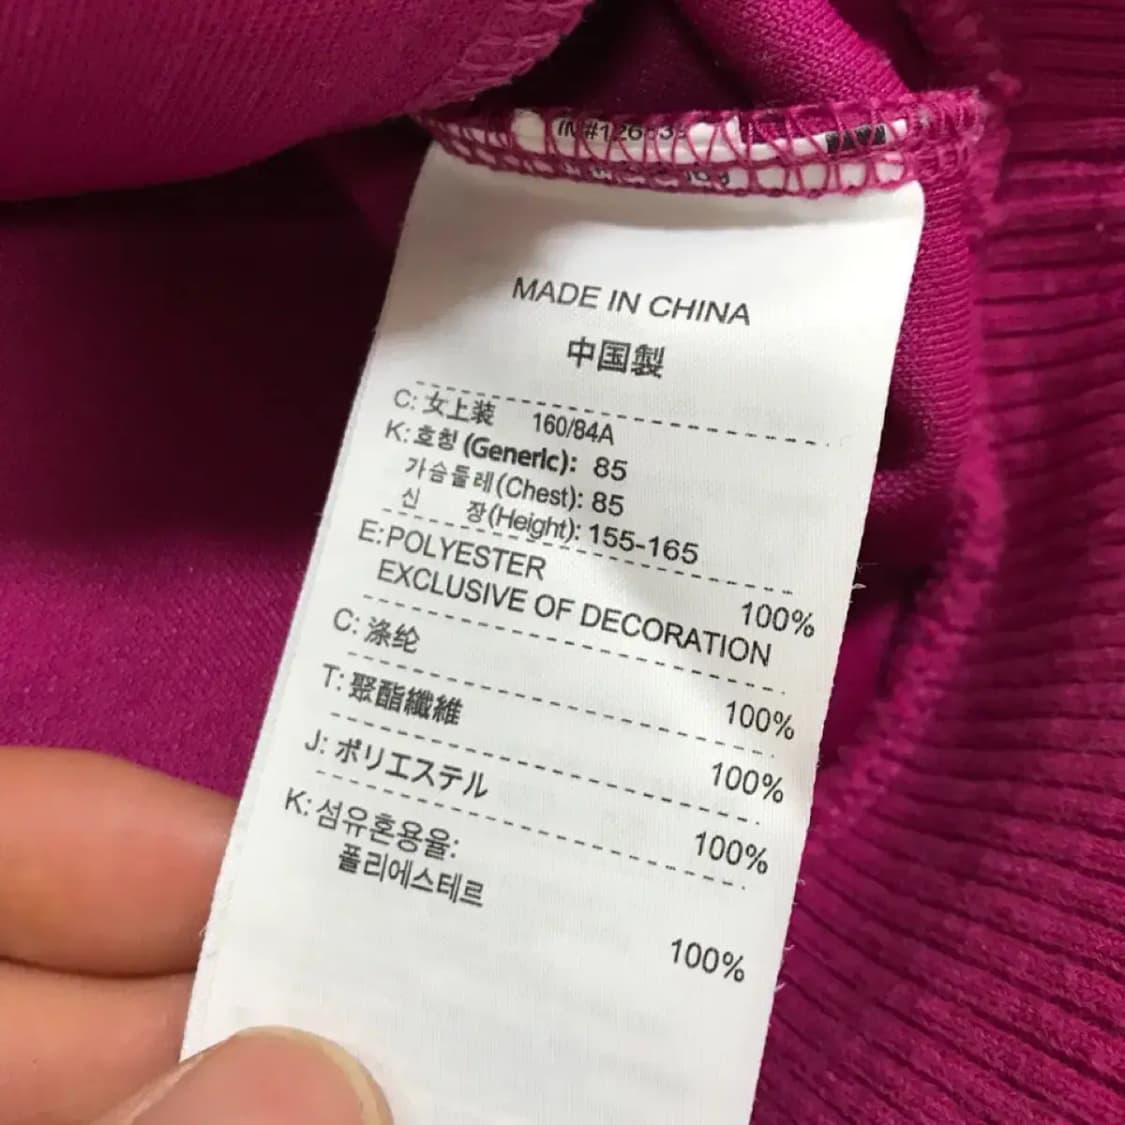 MADE IN CHINA
中国製
C: 女上装 160/84A
K: 호칭 (Generic): 85
가슴둘레 (Chest): 85
신 장 (Height): 155-165
E: POLYESTER 100%
EXCLUSIVE OF DECORATION
C: 涤纶 100%
T: 聚酯纖維 100%
J: ポリエステル 100%
K: 섬유혼용율:
폴리에스테르 100%